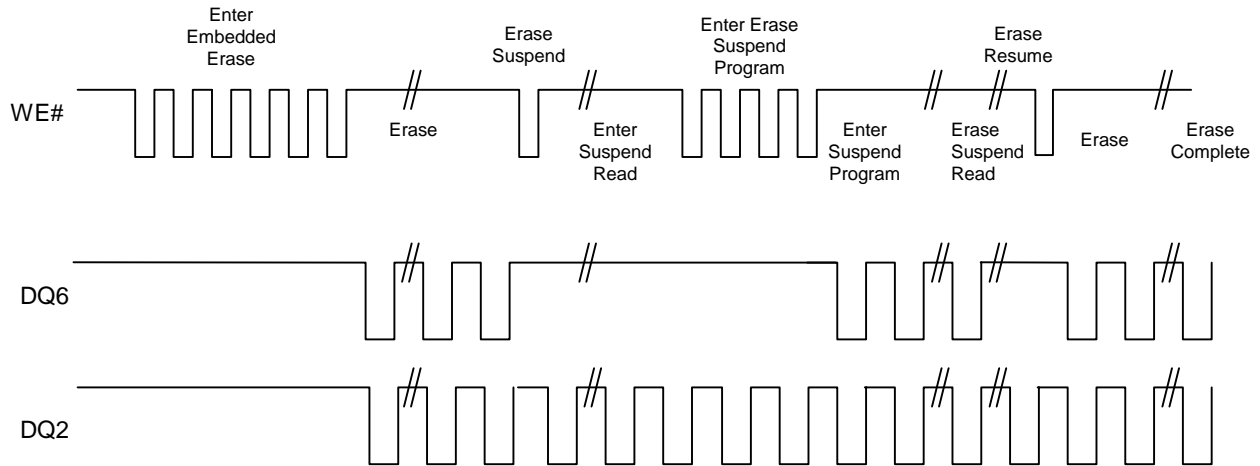 Enter
Embedded
Erase
Erase
Suspend
Enter Erase
Suspend
Program
Erase
Resume
WE#
Erase
Enter
Suspend
Read
Enter
Suspend
Program
Erase
Suspend
Read
Erase
Erase
Complete
DQ6
DQ2